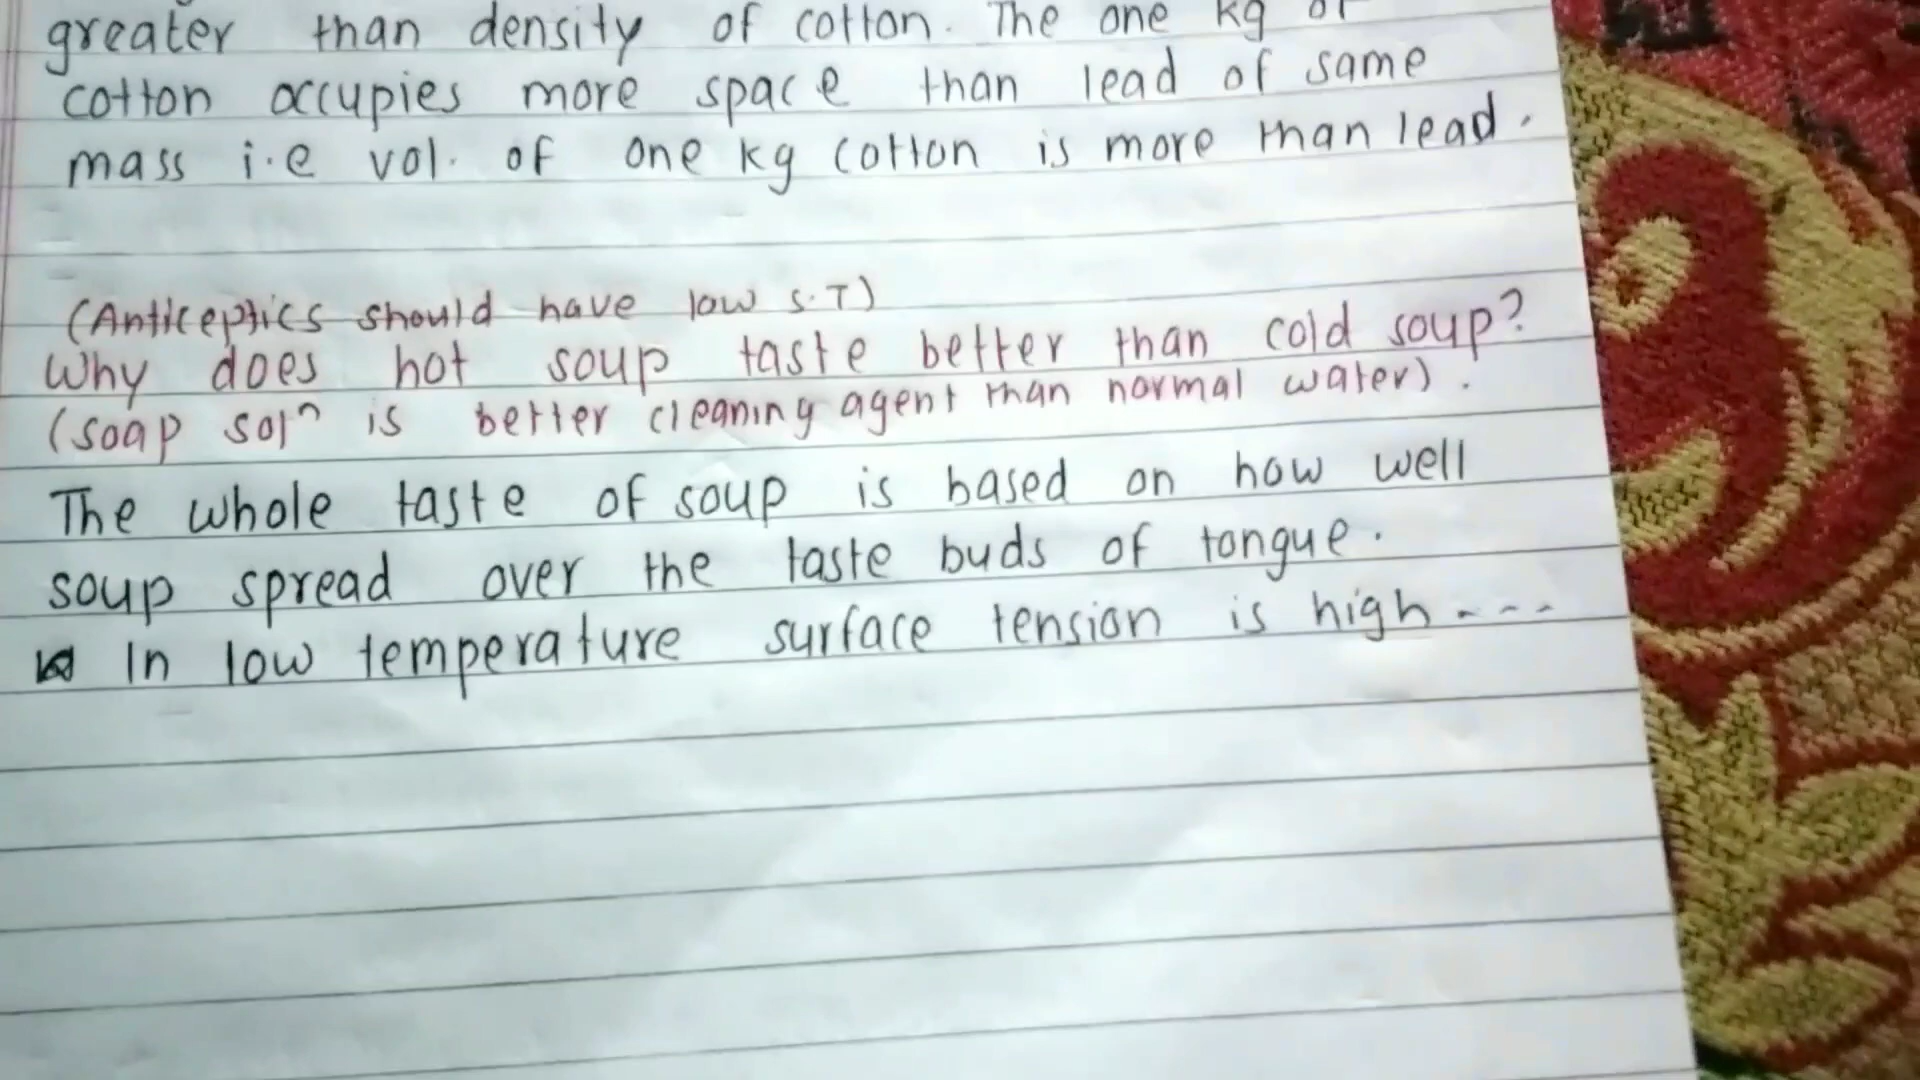 greater than density of cotton. The one kg of
cotton occupies more space than lead of same
mass i.e vol. of one kg cotton is more than lead.
(Anticeptics should have low S.T)
Why does hot soup taste better than cold soup?
(soap solⁿ is better cleaning agent than normal water).
The whole taste of soup is based on how well
soup spread over the taste buds of tongue.
In low temperature surface tension is high ----